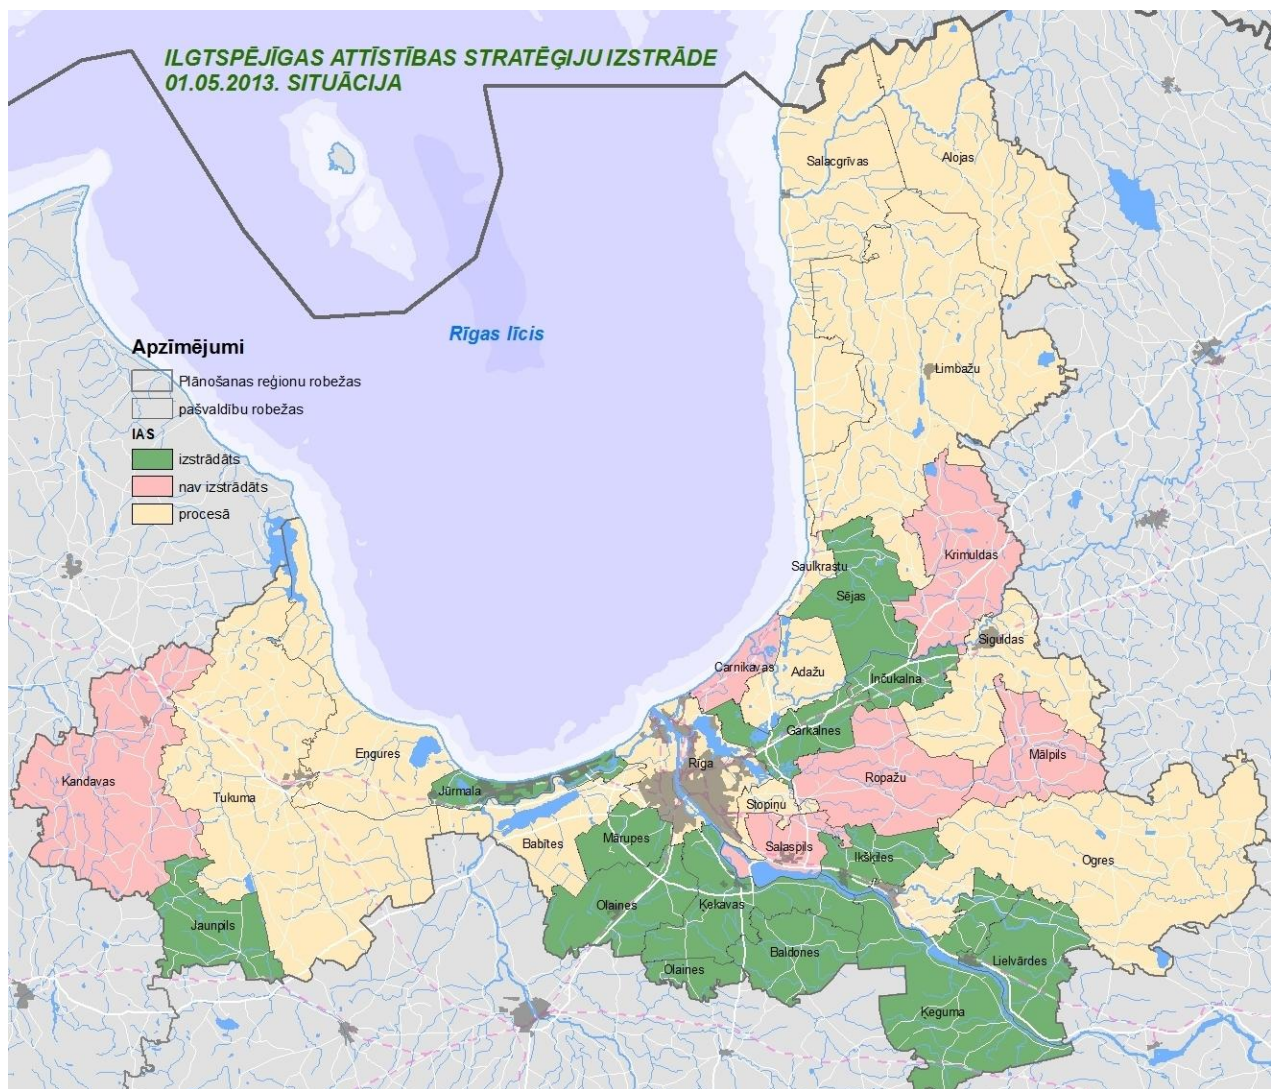 ILGTSPĒJĪGAS ATTĪSTĪBAS STRATĒĢIJU IZSTRĀDE
01.05.2013. SITUĀCIJA
Salacgrīvas
Alojas
Rīgas līcis
Apzīmējumi
Plānošanas reģionu robežas
pašvaldību robežas
IAS
izstrādāts
nav izstrādāts
procesā
Limbažu
Krimuldas
Saulkrastu
Sējas
Siguldas
Carnikavas
Adažu
Inčukalna
Garkalnes
Engures
Mālpils
Rīga
Ropažu
Kandavas
Jūrmala
Tukuma
Stopiņu
Mārupes
Babītes
Salaspils
Ikšķiles
Ogres
Olaines
Ķekavas
Jaunpils
Baldones
Lielvārdes
Olaines
Ķeguma